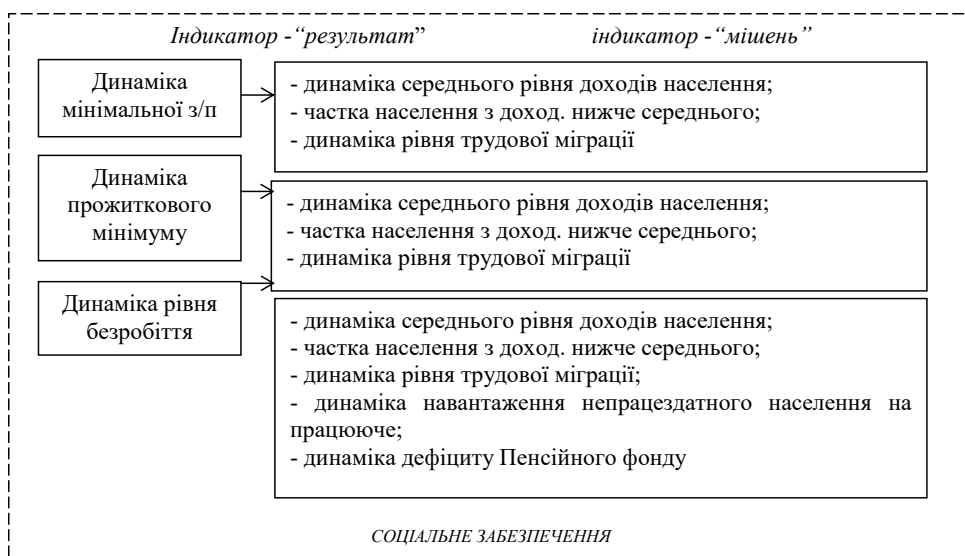 Індикатор -“результат” індикатор -“мішень”
Динаміка
мінімальної з/п
- динаміка середнього рівня доходів населення;
- частка населення з доход. нижче середнього;
- динаміка рівня трудової міграції
Динаміка
прожиткового
мінімуму
- динаміка середнього рівня доходів населення;
- частка населення з доход. нижче середнього;
- динаміка рівня трудової міграції
Динаміка рівня
безробіття
- динаміка середнього рівня доходів населення;
- частка населення з доход. нижче середнього;
- динаміка рівня трудової міграції;
- динаміка навантаження непрацездатного населення на
працююче;
- динаміка дефіциту Пенсійного фонду
СОЦІАЛЬНЕ ЗАБЕЗПЕЧЕННЯ